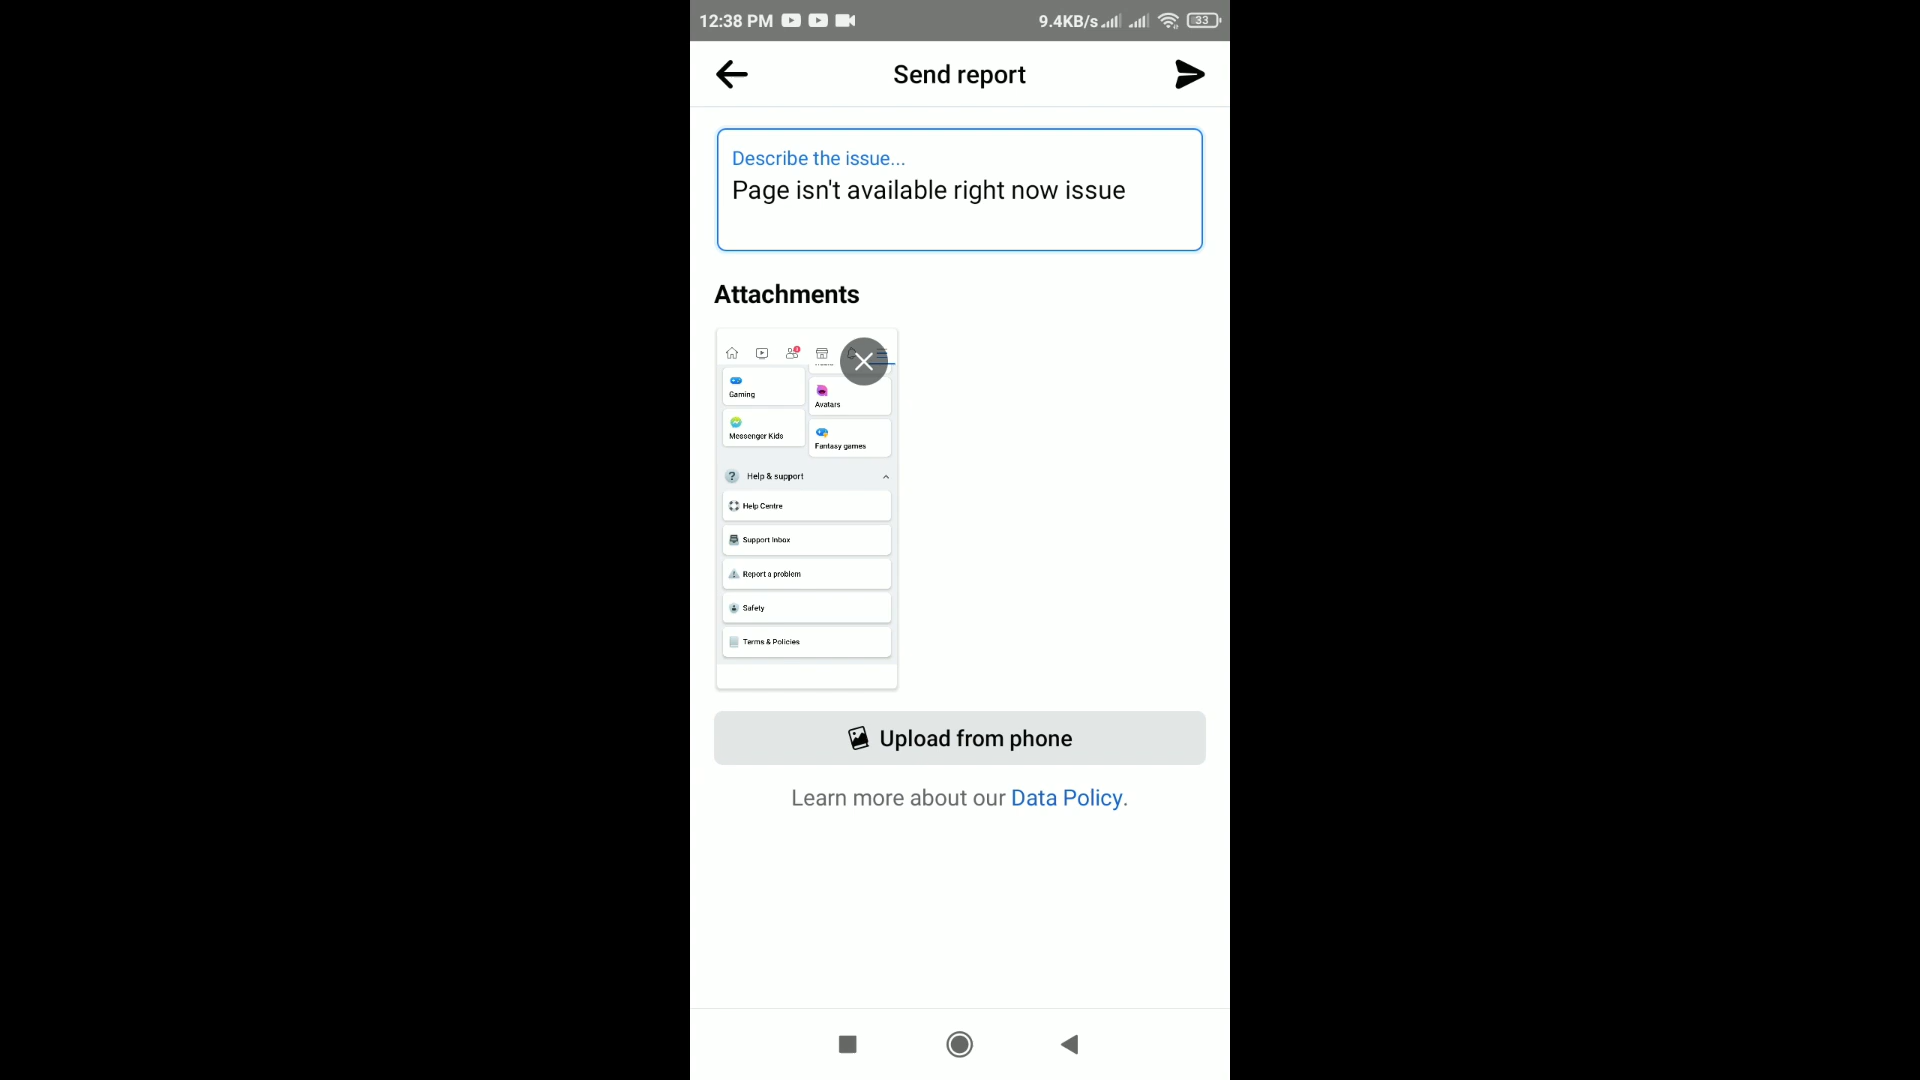 12:38 PM 9.4KB/s 33
Send report
Describe the issue...
Page isn't available right now issue
Attachments
Gaming
Avatars
Messenger Kids
Fantasy games
? Help & support
Help Centre
Support Inbox
Report a problem
Safety
Terms & Policies
Upload from phone
Learn more about our Data Policy.